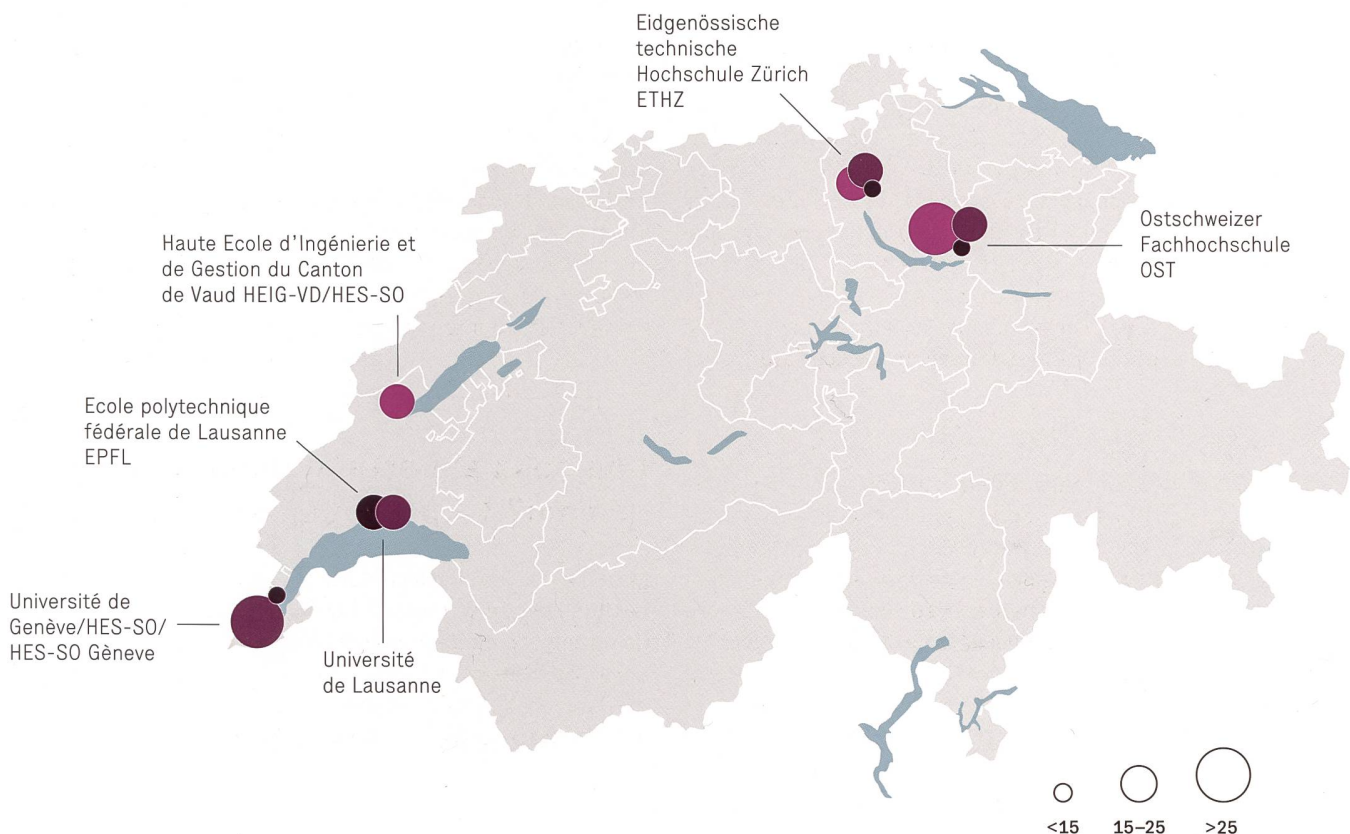 Eidgenössische
technische
Hochschule Zürich
ETHZ
Ostschweizer
Fachhochschule
OST
Haute Ecole d'Ingénierie et
de Gestion du Canton
de Vaud HEIG-VD/HES-SO
Ecole polytechnique
fédérale de Lausanne
EPFL
Université de
Genève/HES-SO/
HES-SO Gèneve
Université
de Lausanne
<15 15–25 >25